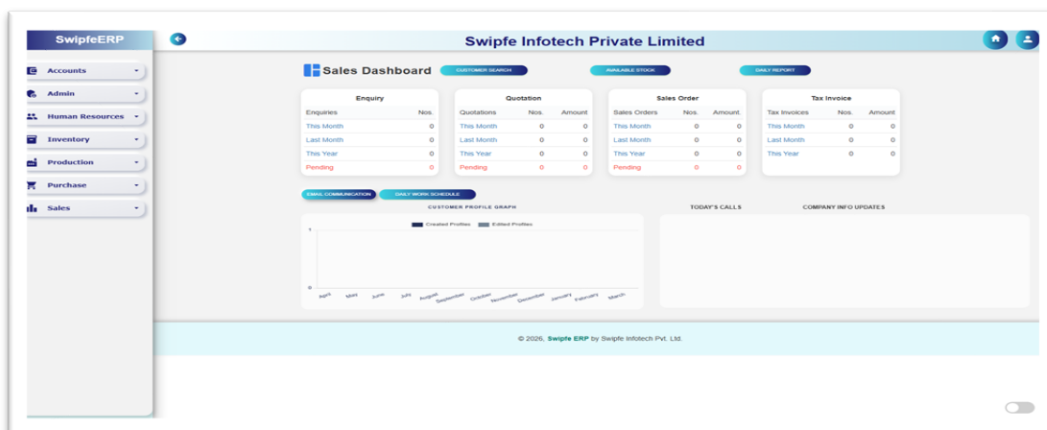 SwipfeERP
Swipfe Infotech Private Limited
Accounts
Admin
Human Resources
Inventory
Production
Purchase
Sales
Sales Dashboard
CUSTOMER SEARCH
AVAILABLE STOCK
DAILY REPORT
Enquiry
Enquiries Nos.
This Month 0
Last Month 0
This Year 0
Pending 0
Quotation
Quotations Nos. Amount
This Month 0 0
Last Month 0 0
This Year 0 0
Pending 0 0
Sales Order
Sales Orders Nos. Amount
This Month 0 0
Last Month 0 0
This Year 0 0
Pending 0 0
Tax Invoice
Tax Invoices Nos. Amount
This Month 0 0
Last Month 0 0
This Year 0 0
EMAIL COMMUNICATION
DAILY WORK SCHEDULE
CUSTOMER PROFILE GRAPH
Created Profiles Edited Profiles
1
0
April May June July August September October November December January February March
TODAY'S CALLS
COMPANY INFO UPDATES
© 2026, Swipfe ERP by Swipfe Infotech Pvt. Ltd.